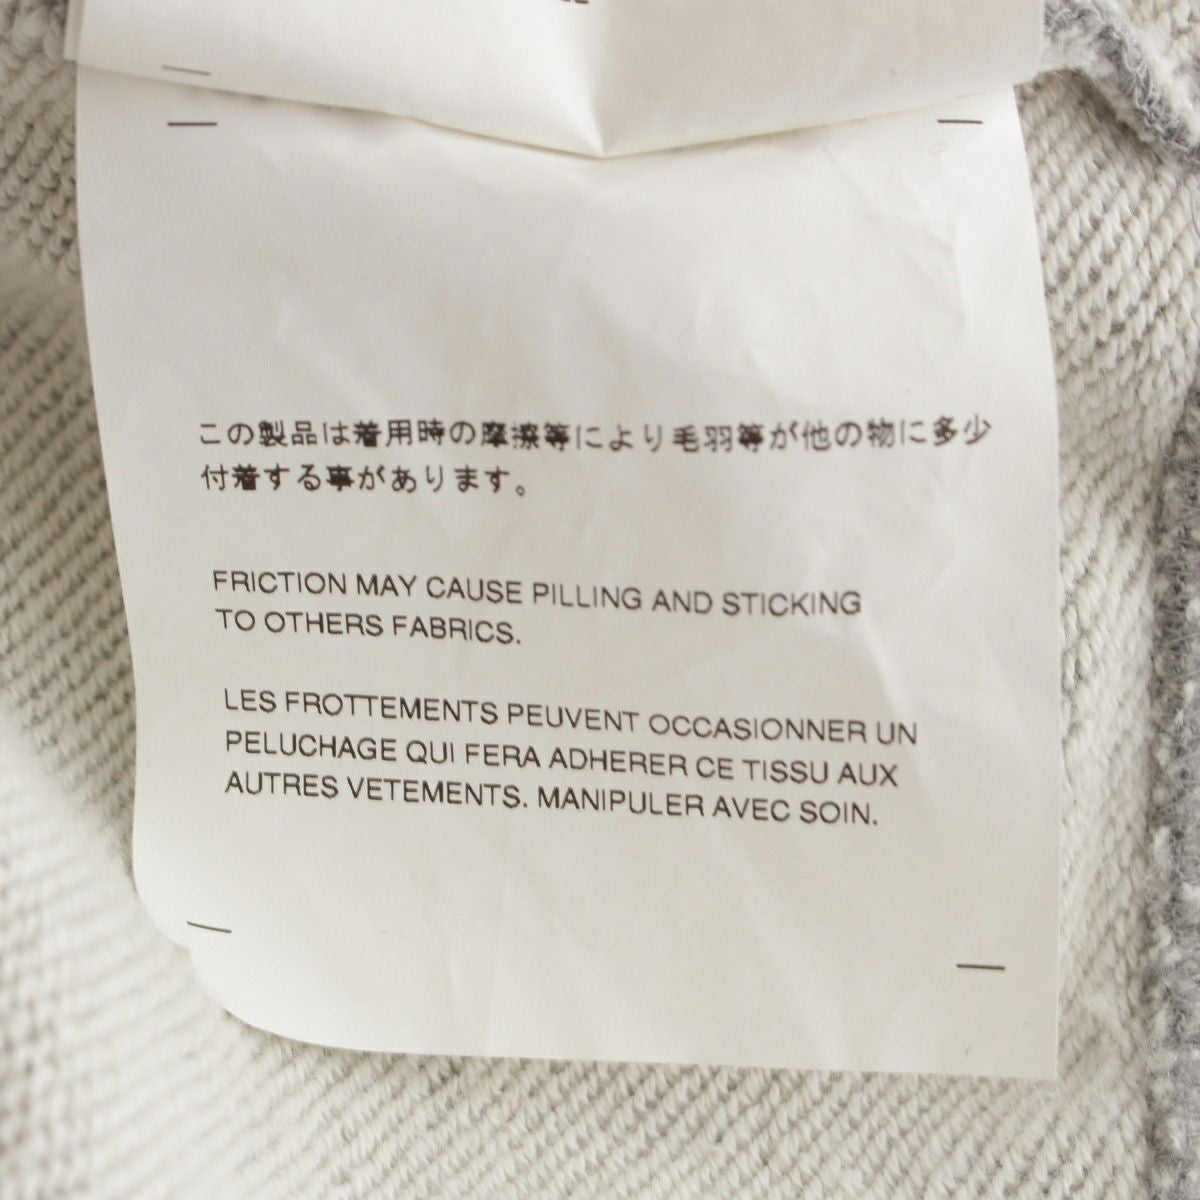 この製品は着用時の摩擦等により毛羽等が他の物に多少
付着する事があります。
FRICTION MAY CAUSE PILLING AND STICKING
TO OTHERS FABRICS.
LES FROTTEMENTS PEUVENT OCCASIONNER UN
PELUCHAGE QUI FERA ADHERER CE TISSU AUX
AUTRES VETEMENTS. MANIPULER AVEC SOIN.